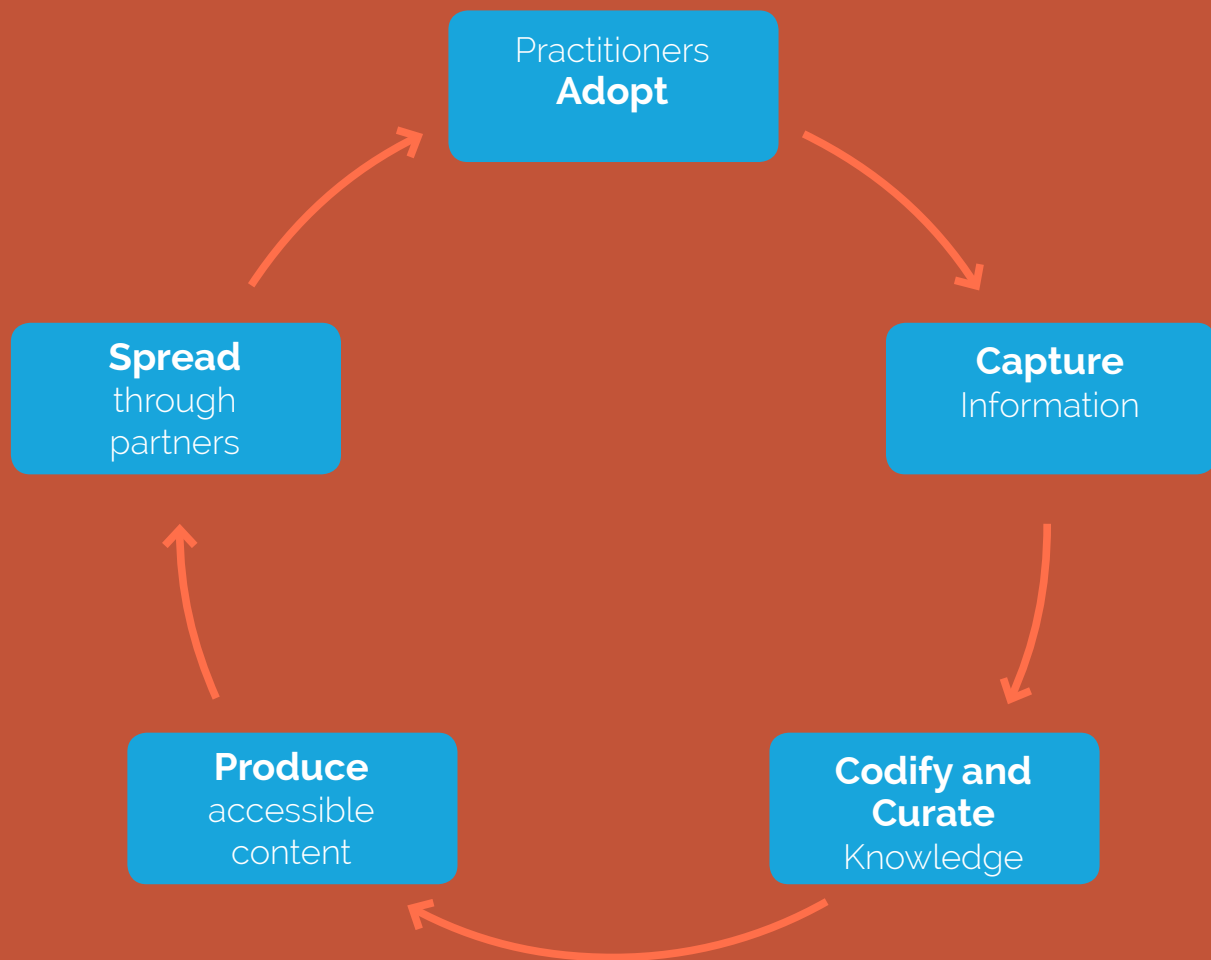 Practitioners
Adopt
Capture
Information
Codify and
Curate
Knowledge
Produce
accessible
content
Spread
through
partners